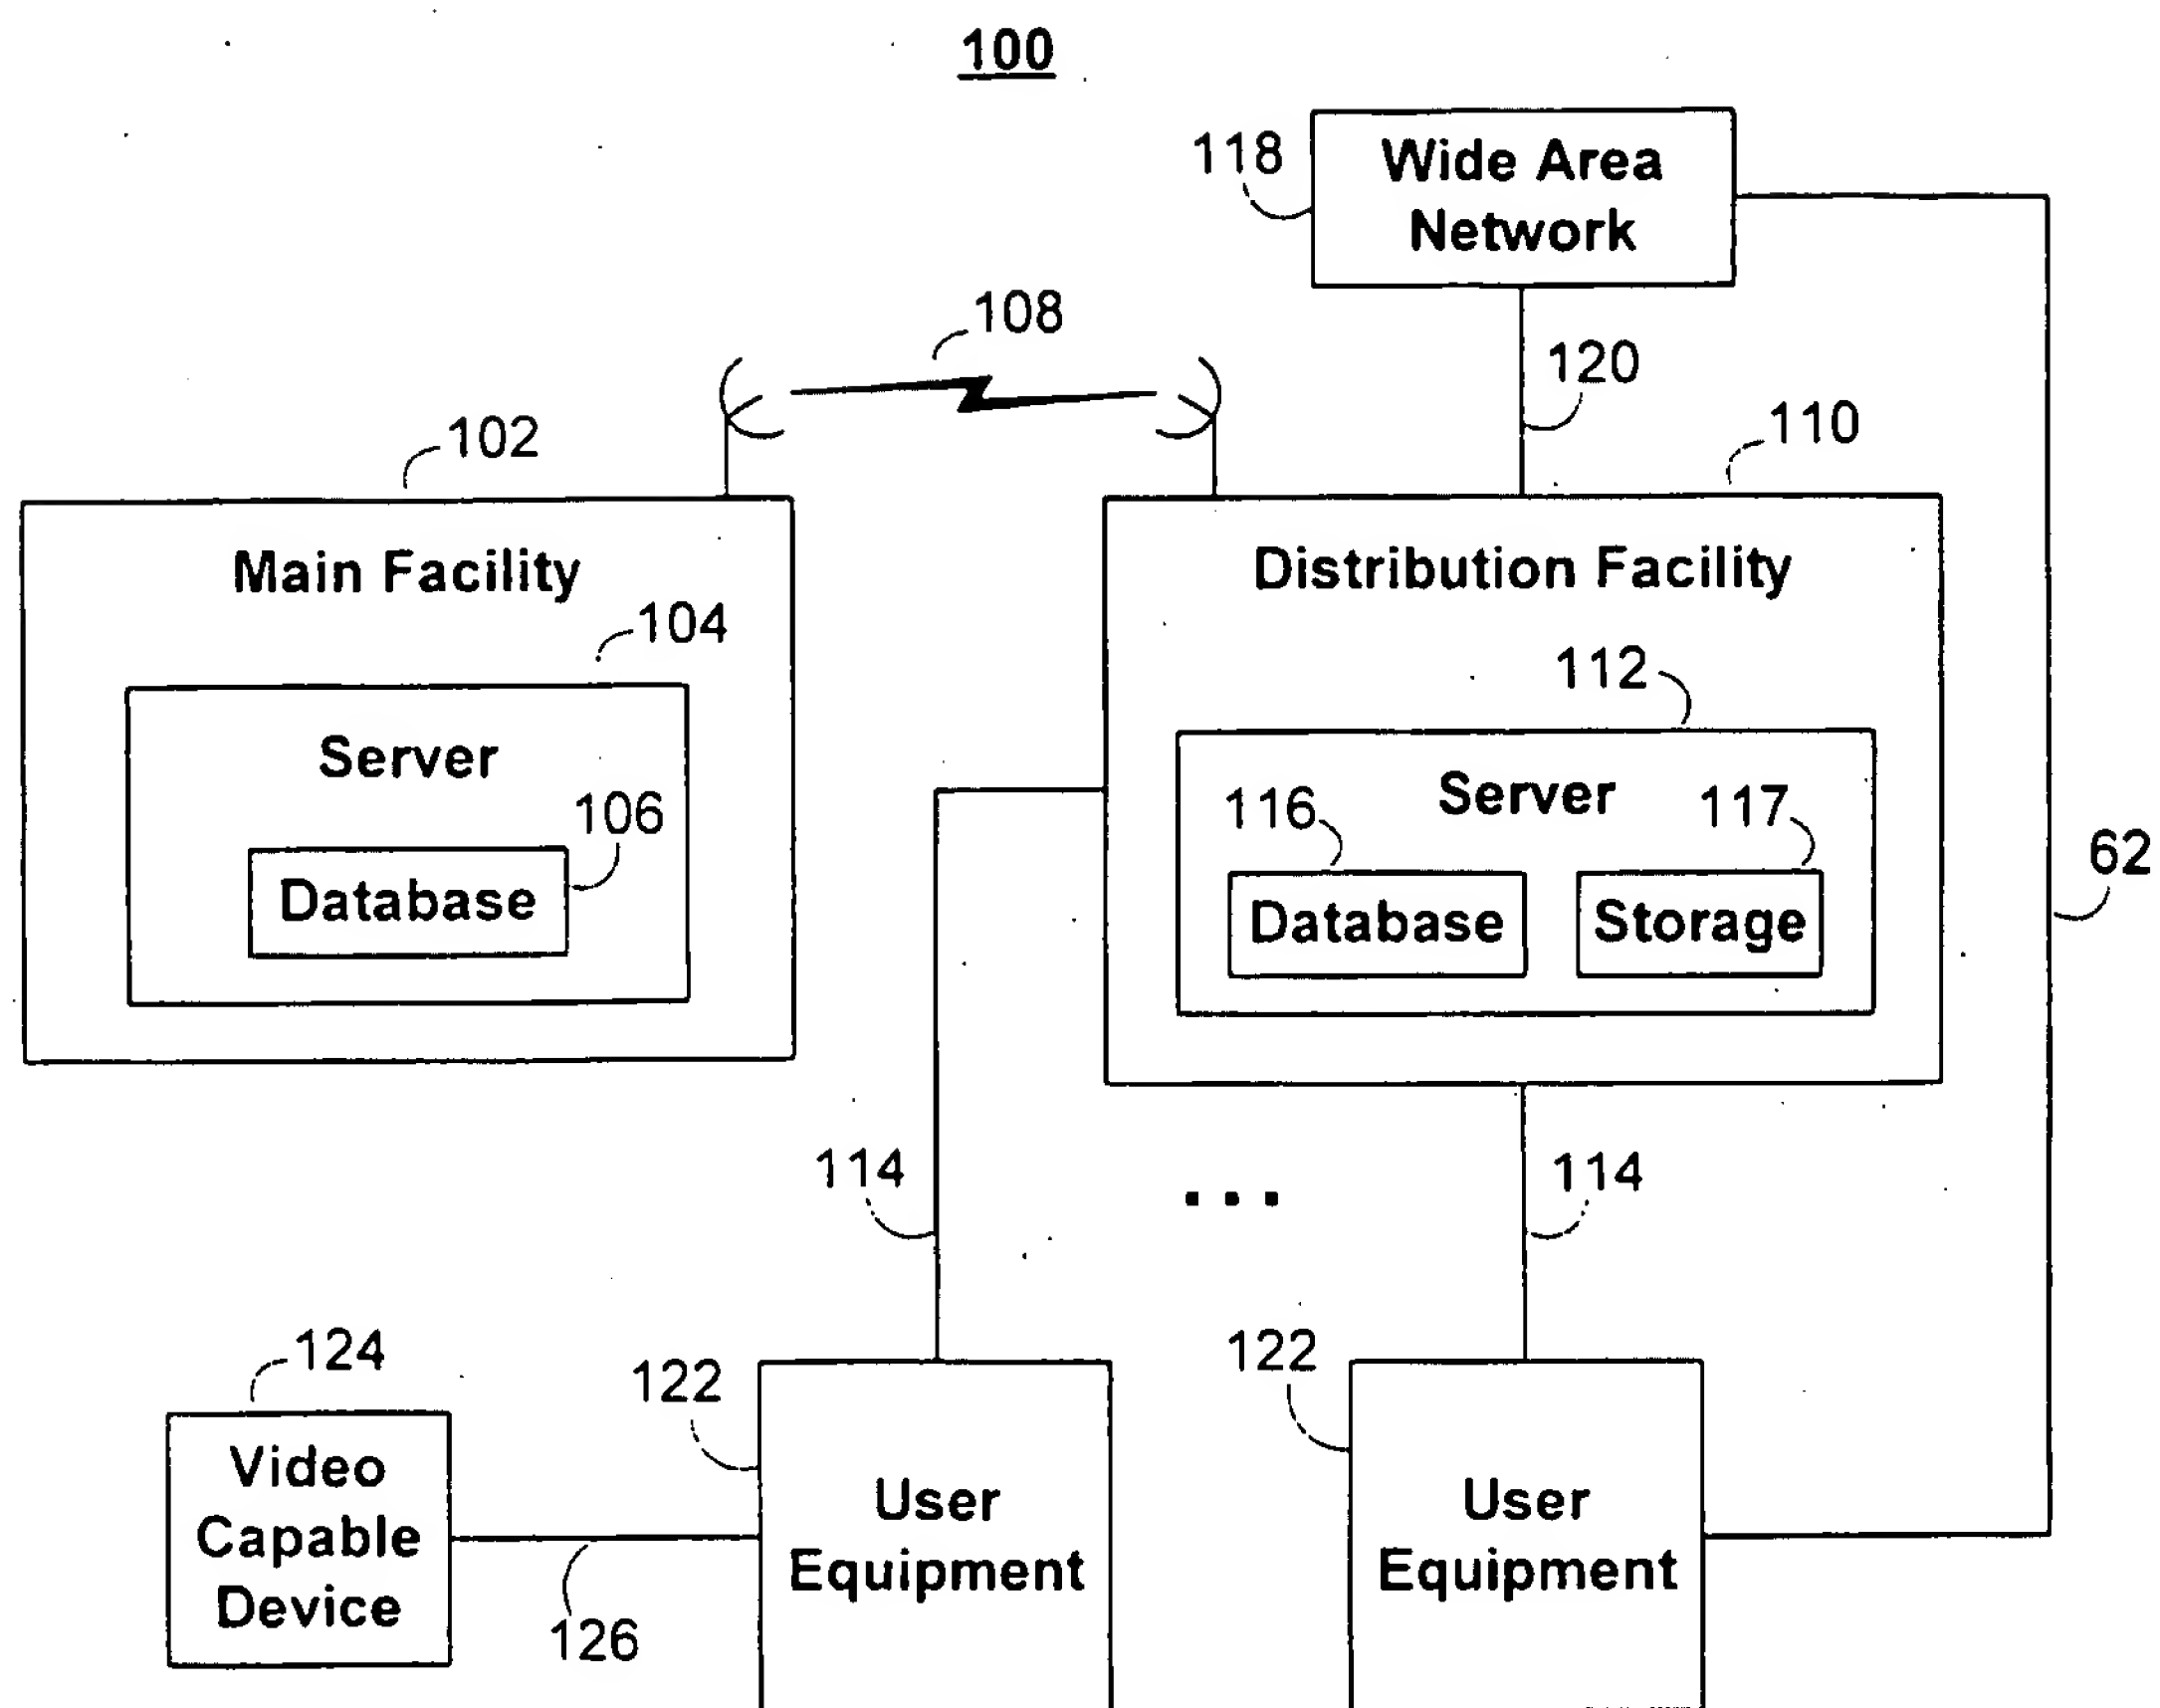 100
118
Wide Area
Network
108
120
102
110
Main Facility
Distribution Facility
104
112
Server
Server
106
116
117
Database
Database
Storage
62
114
...
114
124
122
122
Video
Capable
Device
User
Equipment
User
Equipment
126